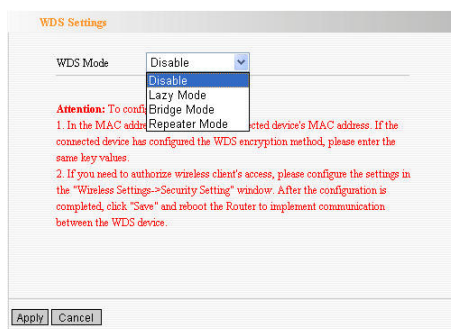 WDS Settings
WDS Mode
Disable
Disable
Lazy Mode
Bridge Mode
Repeater Mode
Attention: To
1. In the MAC ected device's MAC address. If the
connected device has configured the WDS encryption method, please enter the
same key values.
2. If you need to authorize wireless client's access, please configure the settings in
the "Wireless Settings->Security Setting" window. After the configuration is
completed, click "Save" and reboot the Router to implement communication
between the WDS device.
Apply Cancel